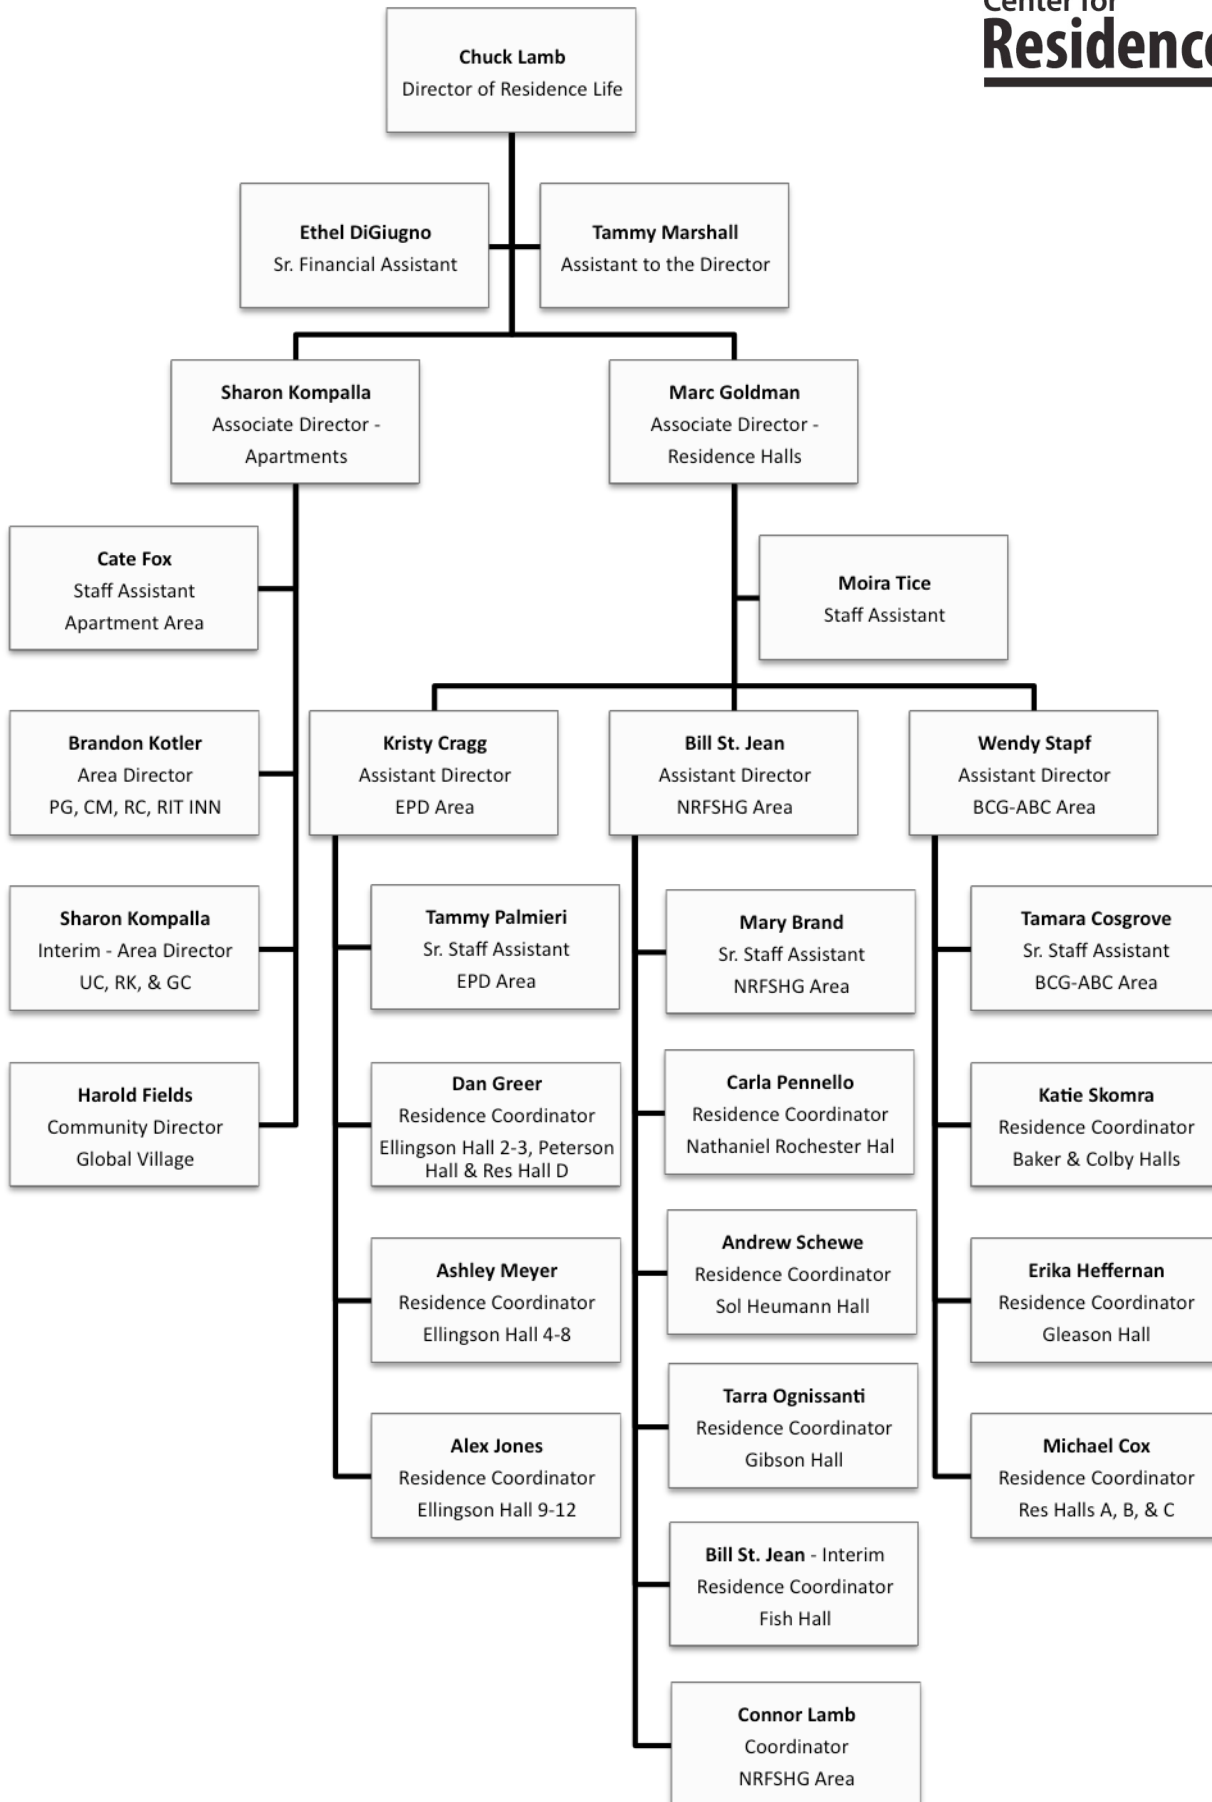 Center for
Residence
Chuck Lamb
Director of Residence Life
Ethel DiGiugno
Sr. Financial Assistant
Tammy Marshall
Assistant to the Director
Sharon Kompalla
Associate Director -
Apartments
Marc Goldman
Associate Director -
Residence Halls
Cate Fox
Staff Assistant
Apartment Area
Moira Tice
Staff Assistant
Brandon Kotler
Area Director
PG, CM, RC, RIT INN
Kristy Cragg
Assistant Director
EPD Area
Bill St. Jean
Assistant Director
NRFSHG Area
Wendy Stapf
Assistant Director
BCG-ABC Area
Sharon Kompalla
Interim - Area Director
UC, RK, & GC
Tammy Palmieri
Sr. Staff Assistant
EPD Area
Mary Brand
Sr. Staff Assistant
NRFSHG Area
Tamara Cosgrove
Sr. Staff Assistant
BCG-ABC Area
Harold Fields
Community Director
Global Village
Dan Greer
Residence Coordinator
Ellingson Hall 2-3, Peterson
Hall & Res Hall D
Carla Pennello
Residence Coordinator
Nathaniel Rochester Hal
Katie Skomra
Residence Coordinator
Baker & Colby Halls
Ashley Meyer
Residence Coordinator
Ellingson Hall 4-8
Andrew Schewe
Residence Coordinator
Sol Heumann Hall
Erika Heffernan
Residence Coordinator
Gleason Hall
Alex Jones
Residence Coordinator
Ellingson Hall 9-12
Tarra Ognissanti
Residence Coordinator
Gibson Hall
Michael Cox
Residence Coordinator
Res Halls A, B, & C
Bill St. Jean - Interim
Residence Coordinator
Fish Hall
Connor Lamb
Coordinator
NRFSHG Area